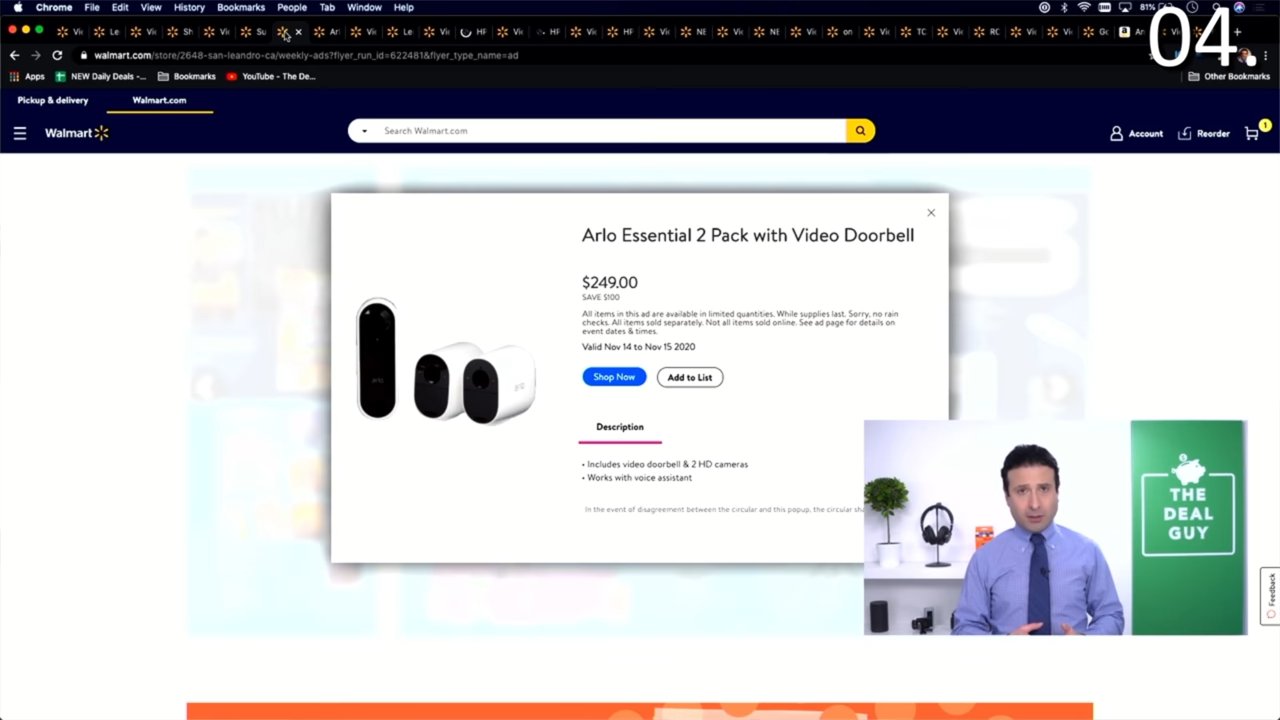 Chrome File Edit View History Bookmarks People Tab Window Help
81%
04.
walmart.com/store/2648-san-leandro-ca/weekly-ads?flyer_run_id=622481&flyer_type_name=ad
Apps NEW Daily Deals -... Bookmarks YouTube - The De... Other Bookmarks
Pickup & delivery Walmart.com
Walmart Search Walmart.com Account Reorder 1
Arlo Essential 2 Pack with Video Doorbell
$249.00
SAVE $100
All items in this ad are available in limited quantities. While supplies last. Sorry, no rain
checks. All items sold separately. Not all items sold online. See ad page for details on
event dates & times.
Valid Nov 14 to Nov 15 2020
Shop Now Add to List
Description
• Includes video doorbell & 2 HD cameras
• Works with voice assistant
In the event of disagreement between the circular and this popup, the circular
THE
DEAL
GUY
Feedback